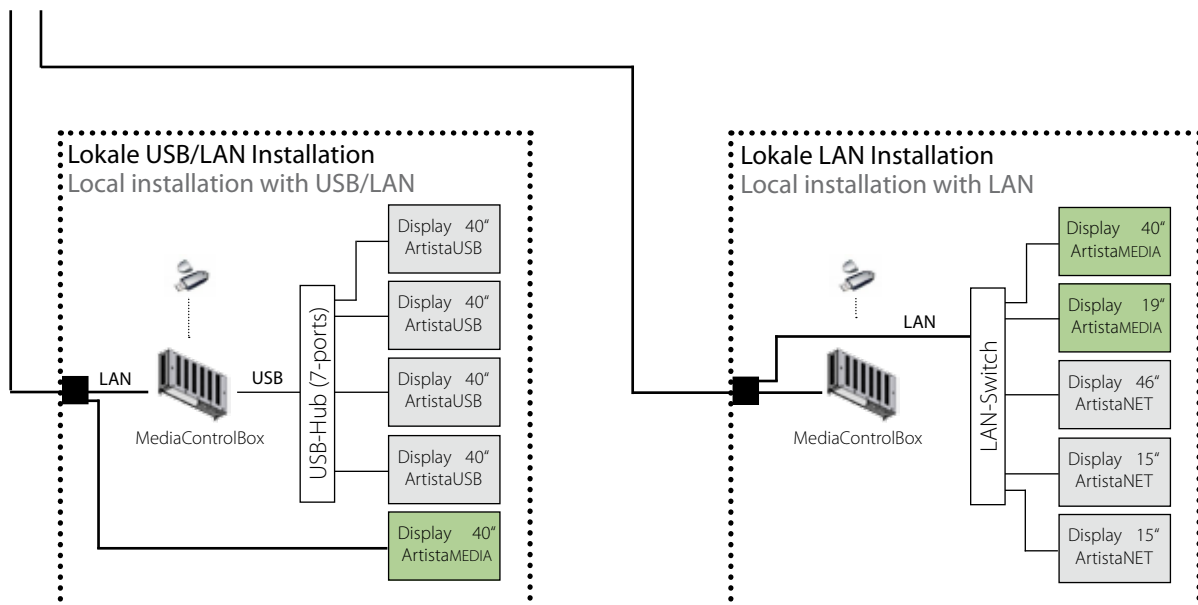 Lokale USB/LAN Installation
Local installation with USB/LAN
Display 40“
ArtistaUSB
Display 40“
ArtistaUSB
Display 40“
ArtistaUSB
Display 40“
ArtistaUSB
Display 40“
ArtistaMEDIA
LAN
USB
MediaControlBox
USB-Hub (7-ports)
Lokale LAN Installation
Local installation with LAN
Display 40“
ArtistaMEDIA
Display 19“
ArtistaMEDIA
Display 46“
ArtistaNET
Display 15“
ArtistaNET
Display 15“
ArtistaNET
LAN
MediaControlBox
LAN-Switch